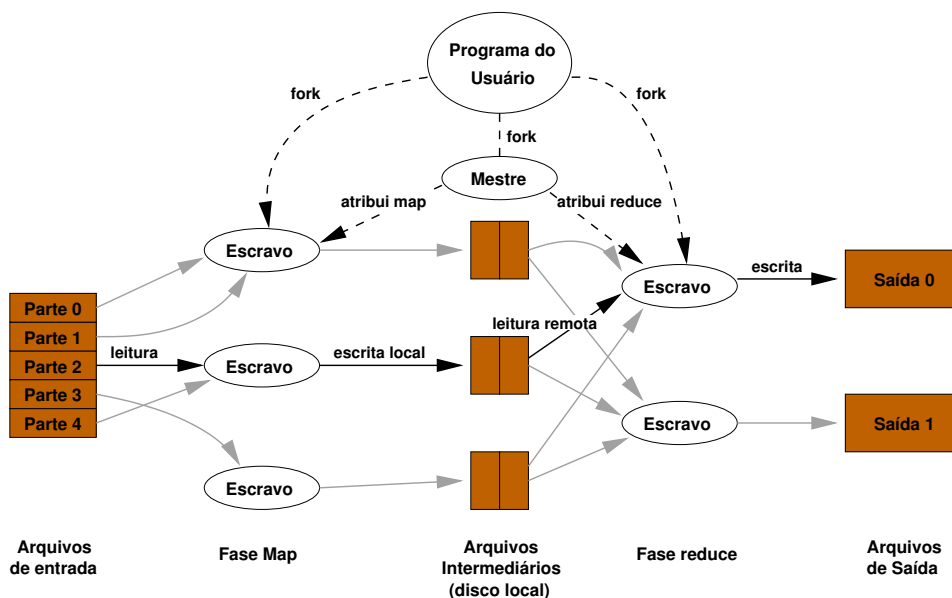 Programa do
Usuário
fork
fork
fork
Mestre
atribui map
atribui reduce
Escravo
Escravo
escrita
Saída 0
Parte 0
Parte 1
Parte 2
Parte 3
Parte 4
leitura
Escravo
escrita local
leitura remota
Escravo
Saída 1
Escravo
Arquivos
de entrada
Fase Map
Arquivos
Intermediários
(disco local)
Fase reduce
Arquivos
de Saída